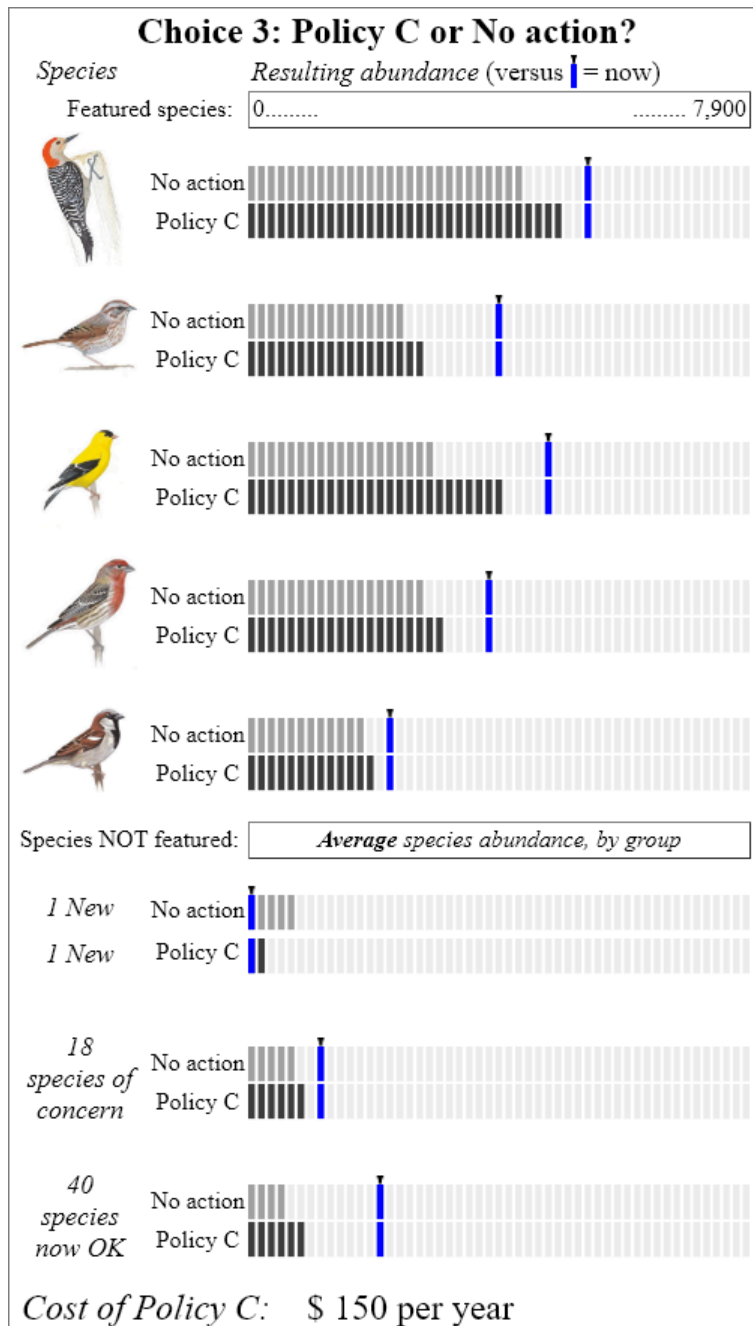 Choice 3: Policy C or No action?
Species Resulting abundance (versus = now)
Featured species: 0......... ......... 7,900
No action
Policy C
No action
Policy C
No action
Policy C
No action
Policy C
No action
Policy C
Species NOT featured: Average species abundance, by group
1 New No action
1 New Policy C
18
species of
concern
No action
Policy C
40
species
now OK
No action
Policy C
Cost of Policy C: $ 150 per year